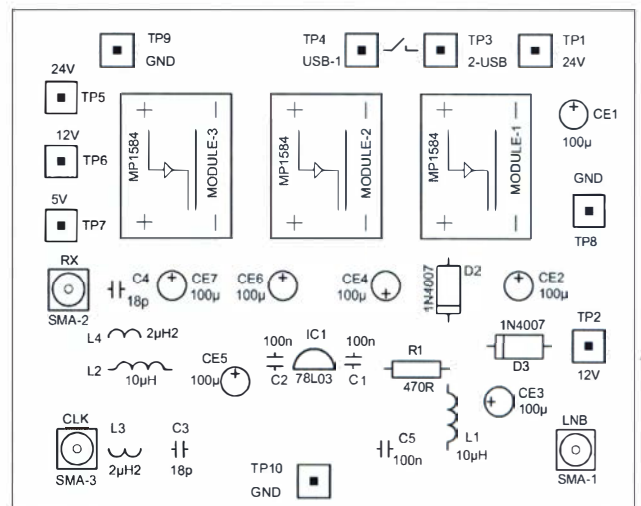 TP9
GND
TP4
USB-1
TP3
2-USB
TP1
24V
24V
TP5
12V
TP6
5V
TP7
MP1584
MODULE-3
MP1584
MODULE-2
MP1584
MODULE-1
CE1
100µ
GND
TP8
RX
SMA-2
C4
18p
CE7
100µ
CE6
100µ
CE4
100µ
1N4007
D2
CE2
100µ
L4
2µH2
L2
10µH
CE5
100µ
100n
C2
IC1
78L03
100n
C1
R1
470R
1N4007
D3
TP2
12V
CE3
100µ
CLK
SMA-3
L3
2µH2
C3
18p
TP10
GND
C5
100n
L1
10µH
LNB
SMA-1